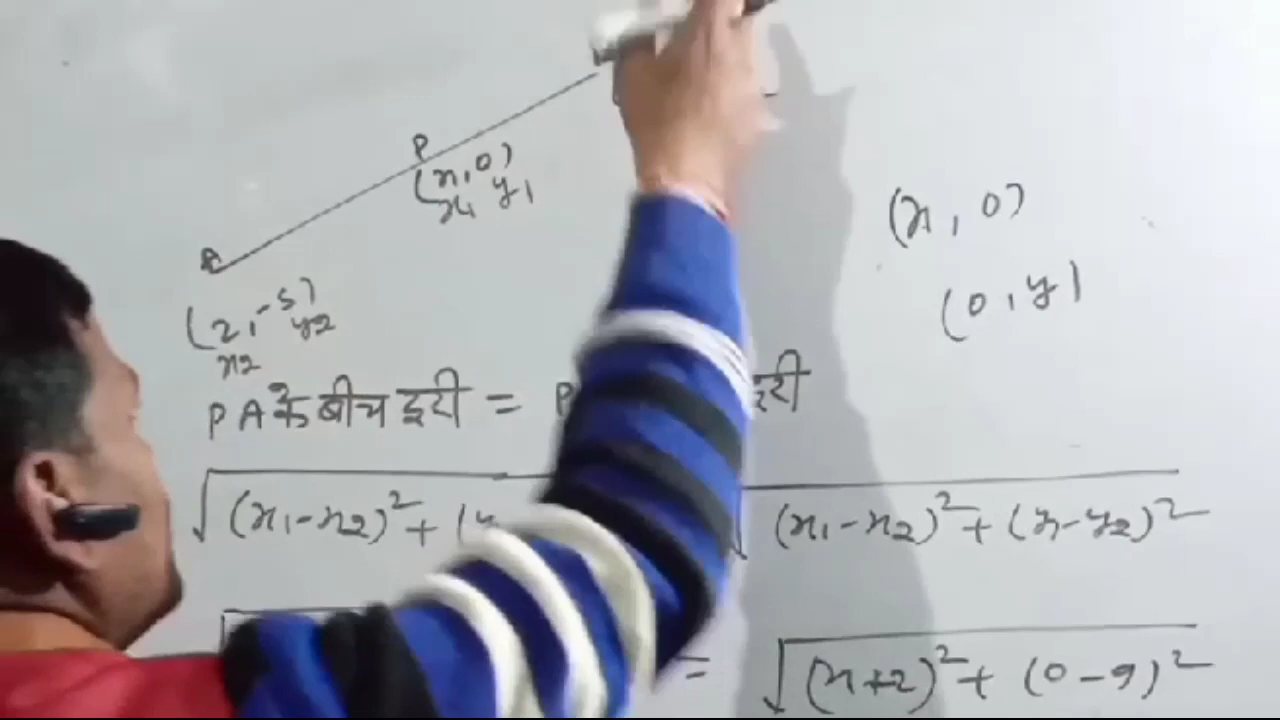 P
(x, 0)
x1 y1
(x, 0)
A
(0, y)
(2, -5)
x2 y2
PA के बीच दूरी = P
√(x1-x2)²+(y √(x1-x2)²+(y1-y2)²
= √(x+2)²+(0-9)²